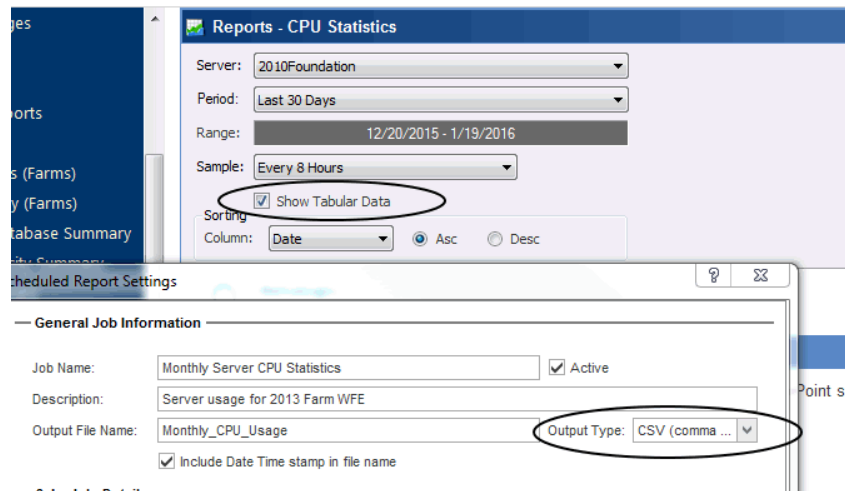 Reports - CPU Statistics
Server: 2010Foundation
Period: Last 30 Days
orts
Range: 12/20/2015 - 1/19/2016
s (Farms)
Sample: Every 8 Hours
y (Farms)
Show Tabular Data
Sorting
tabase Summary
Column: Date Asc Desc
Summary
cheduled Report Settings
General Job Information
Job Name: Monthly Server CPU Statistics Active
Description: Server usage for 2013 Farm WFE
Point s
Output File Name: Monthly_CPU_Usage Output Type: CSV (comma ...
Include Date Time stamp in file name